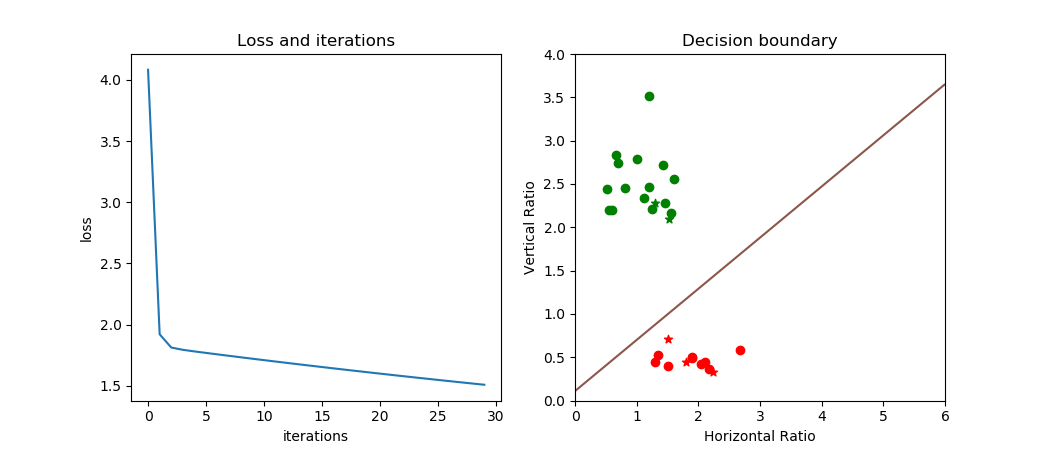 Loss and iterations
4.0
3.5
3.0
2.5
2.0
1.5
loss
0 5 10 15 20 25 30
iterations
Decision boundary
4.0
3.5
3.0
2.5
2.0
1.5
1.0
0.5
0.0
Vertical Ratio
0 1 2 3 4 5 6
Horizontal Ratio